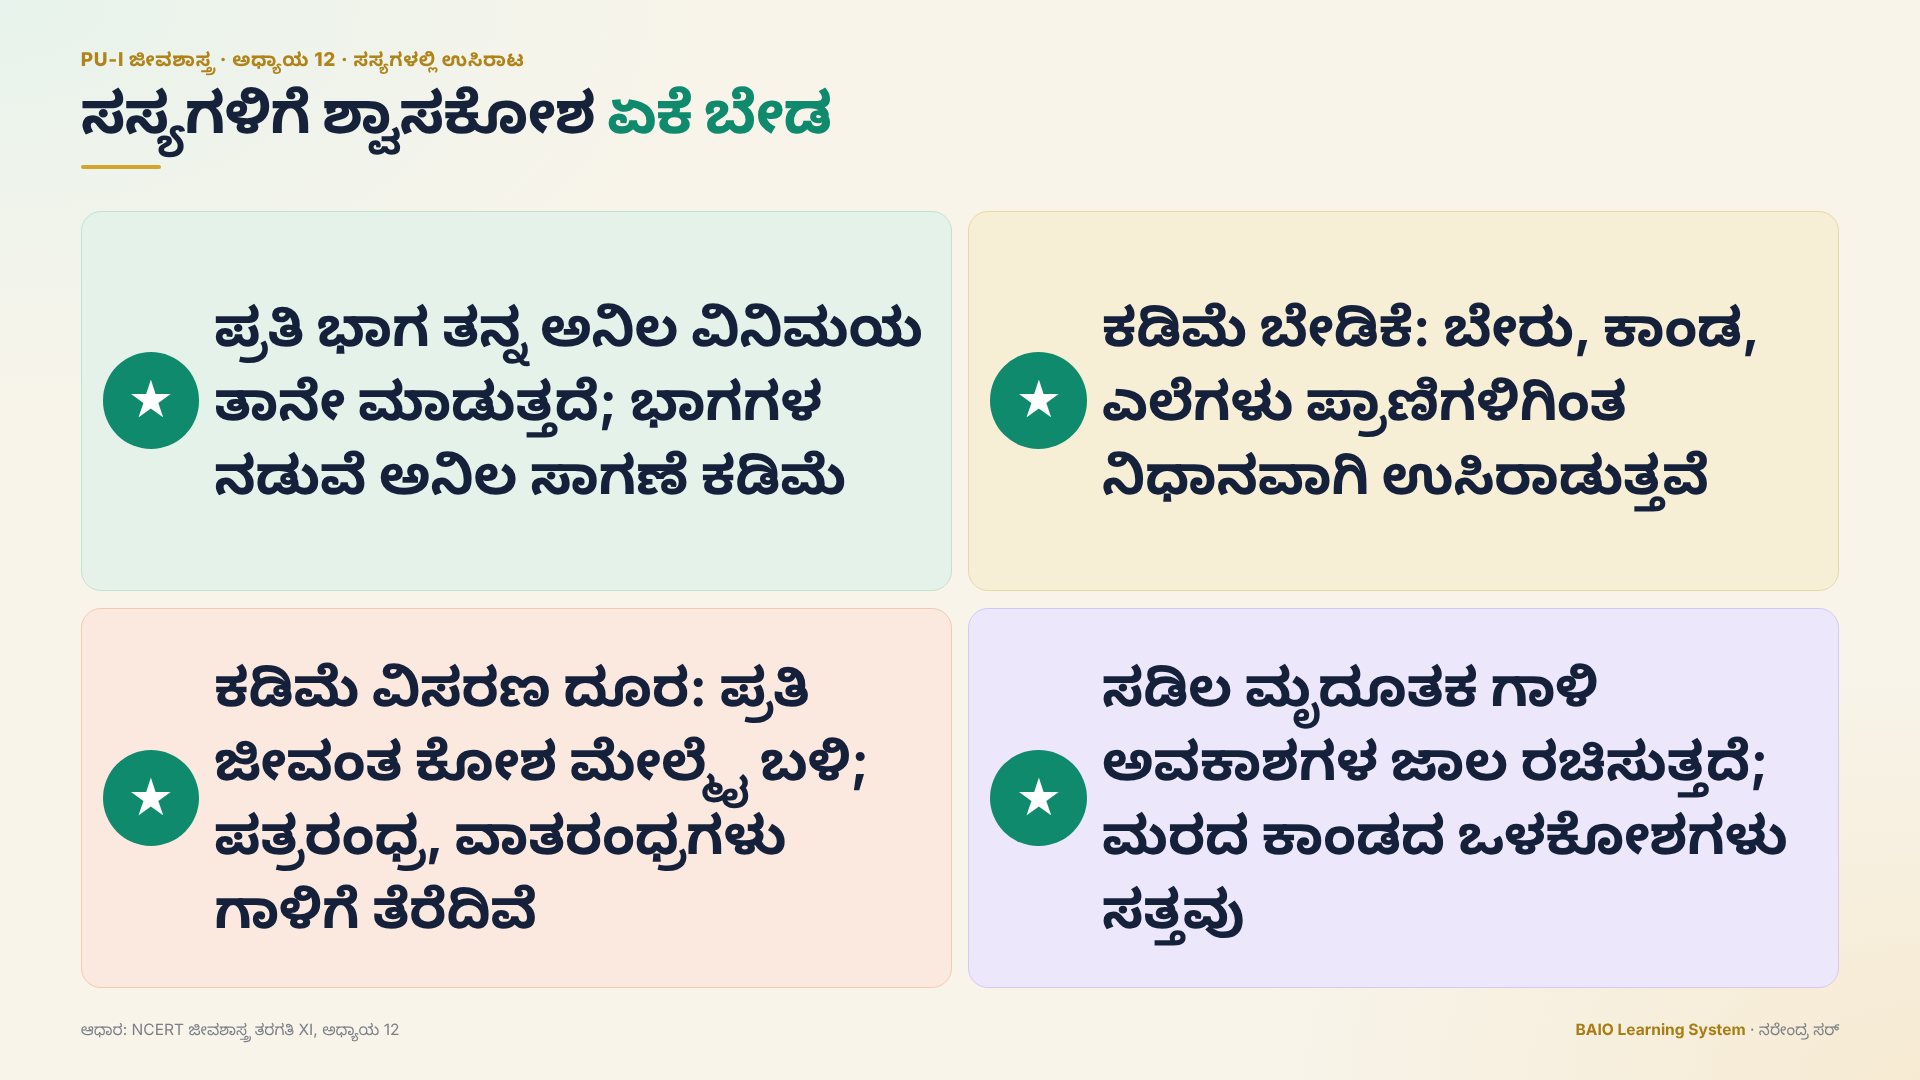 PU-I ಜೀವಶಾಸ್ತ್ರ · ಅಧ್ಯಾಯ 12 · ಸಸ್ಯಗಳಲ್ಲಿ ಉಸಿರಾಟ
ಸಸ್ಯಗಳಿಗೆ ಶ್ವಾಸಕೋಶ ಏಕೆ ಬೇಡ
ಪ್ರತಿ ಭಾಗ ತನ್ನ ಅನಿಲ ವಿನಿಮಯ
ತಾನೇ ಮಾಡುತ್ತದೆ; ಭಾಗಗಳ
ನಡುವೆ ಅನಿಲ ಸಾಗಣೆ ಕಡಿಮೆ
ಕಡಿಮೆ ಬೇಡಿಕೆ: ಬೇರು, ಕಾಂಡ,
ಎಲೆಗಳು ಪ್ರಾಣಿಗಳಿಗಿಂತ
ನಿಧಾನವಾಗಿ ಉಸಿರಾಡುತ್ತವೆ
ಕಡಿಮೆ ವಿಸರಣ ದೂರ: ಪ್ರತಿ
ಜೀವಂತ ಕೋಶ ಮೇಲ್ಮೈ ಬಳಿ;
ಪತ್ರರಂಧ್ರ, ವಾತರಂಧ್ರಗಳು
ಗಾಳಿಗೆ ತೆರೆದಿವೆ
ಸಡಿಲ ಮೃದೂತಕ ಗಾಳಿ
ಅವಕಾಶಗಳ ಜಾಲ ರಚಿಸುತ್ತದೆ;
ಮರದ ಕಾಂಡದ ಒಳಕೋಶಗಳು
ಸತ್ತವು
ಆಧಾರ: NCERT ಜೀವಶಾಸ್ತ್ರ ತರಗತಿ XI, ಅಧ್ಯಾಯ 12
BAIO Learning System · ನರೇಂದ್ರ ಸರ್